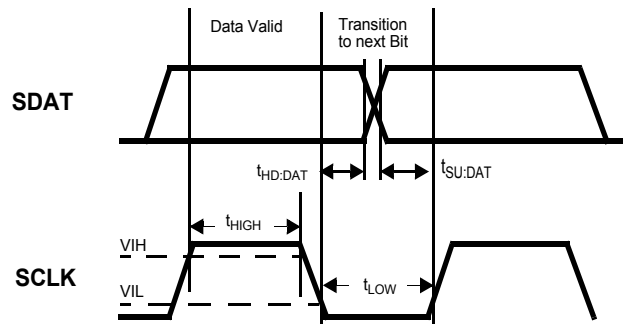 Data Valid
Transition
to next Bit
SDAT
tHD:DAT
tSU:DAT
tHIGH
VIH
SCLK
VIL
tLOW